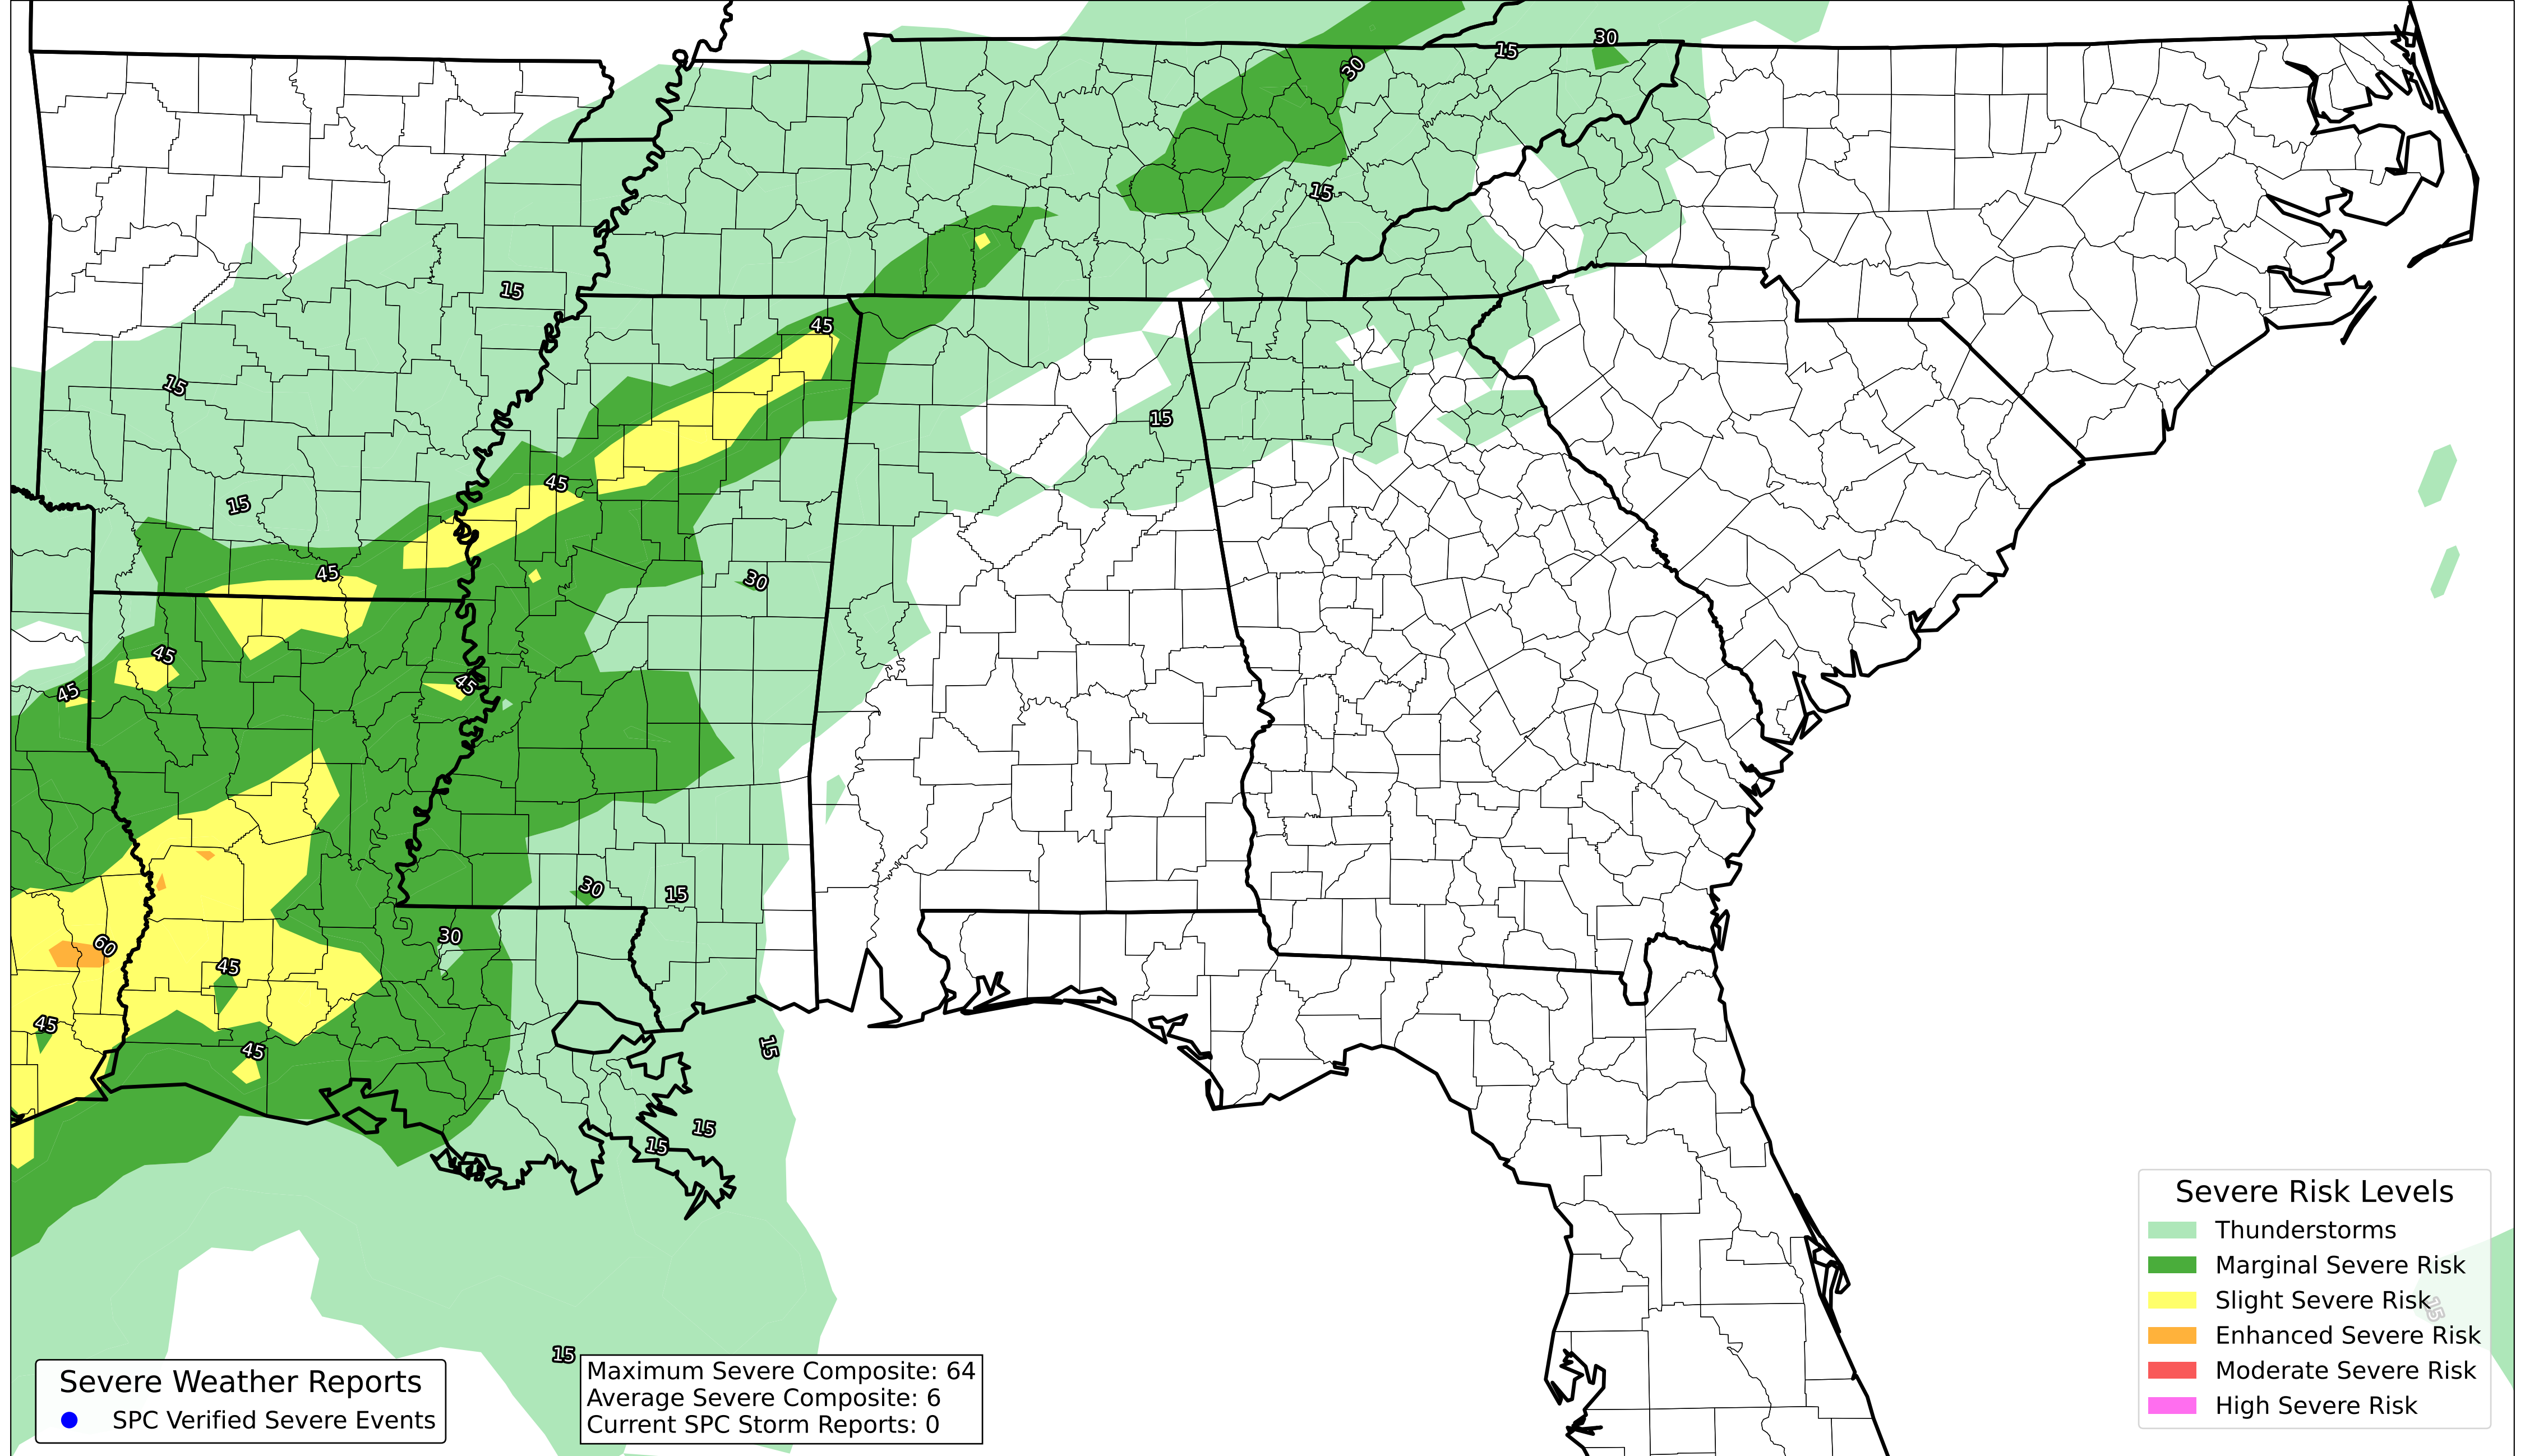 15
30
30
15
15
15
45
15
15
45
15
30
45
45
45
45
30
15
30
60
45
45
45
15
15
15
15
15
Severe Weather Reports
SPC Verified Severe Events
Maximum Severe Composite: 64
Average Severe Composite: 6
Current SPC Storm Reports: 0
Severe Risk Levels
Thunderstorms
Marginal Severe Risk
Slight Severe Risk
Enhanced Severe Risk
Moderate Severe Risk
High Severe Risk